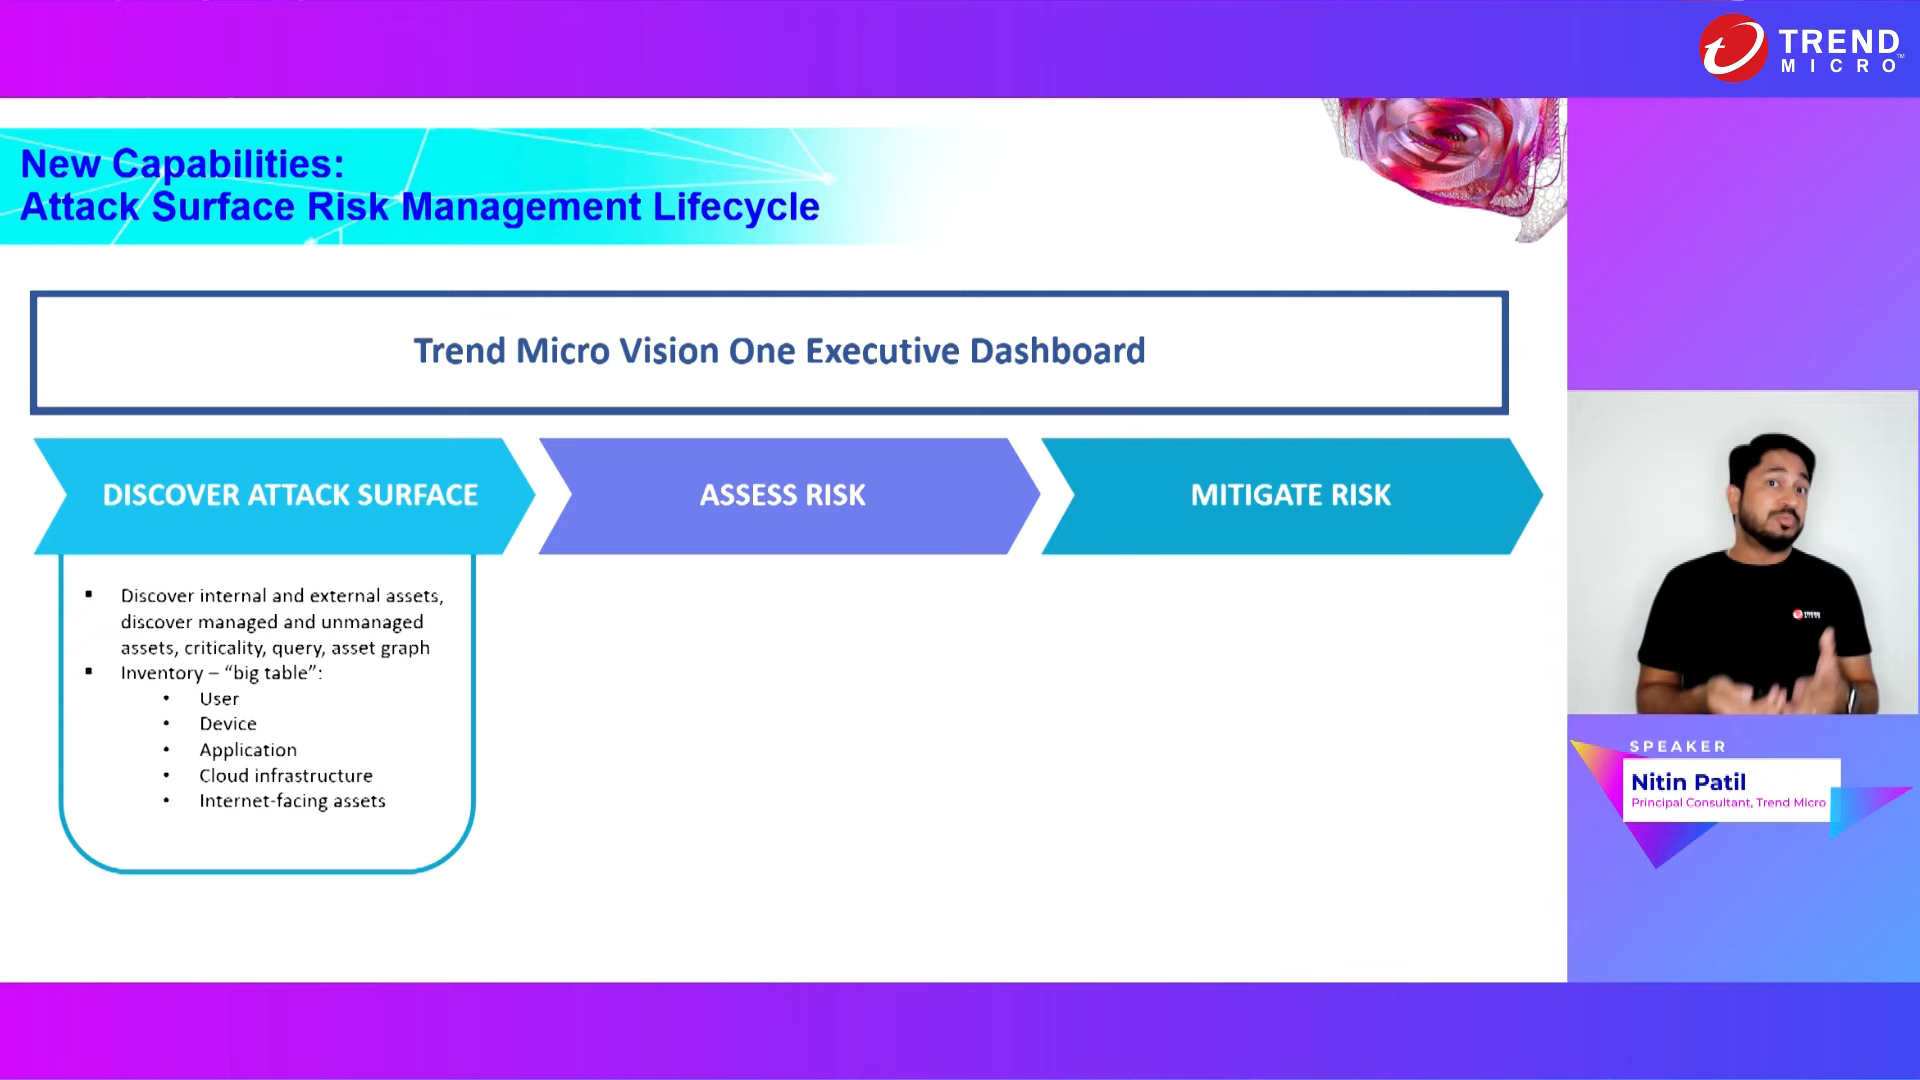 TREND
MICRO
New Capabilities:
Attack Surface Risk Management Lifecycle
Trend Micro Vision One Executive Dashboard
DISCOVER ATTACK SURFACE
ASSESS RISK
MITIGATE RISK
▪ Discover internal and external assets,
discover managed and unmanaged
assets, criticality, query, asset graph
▪ Inventory – “big table”:
• User
• Device
• Application
• Cloud infrastructure
• Internet-facing assets
TREND
SPEAKER
Nitin Patil
Principal Consultant, Trend Micro